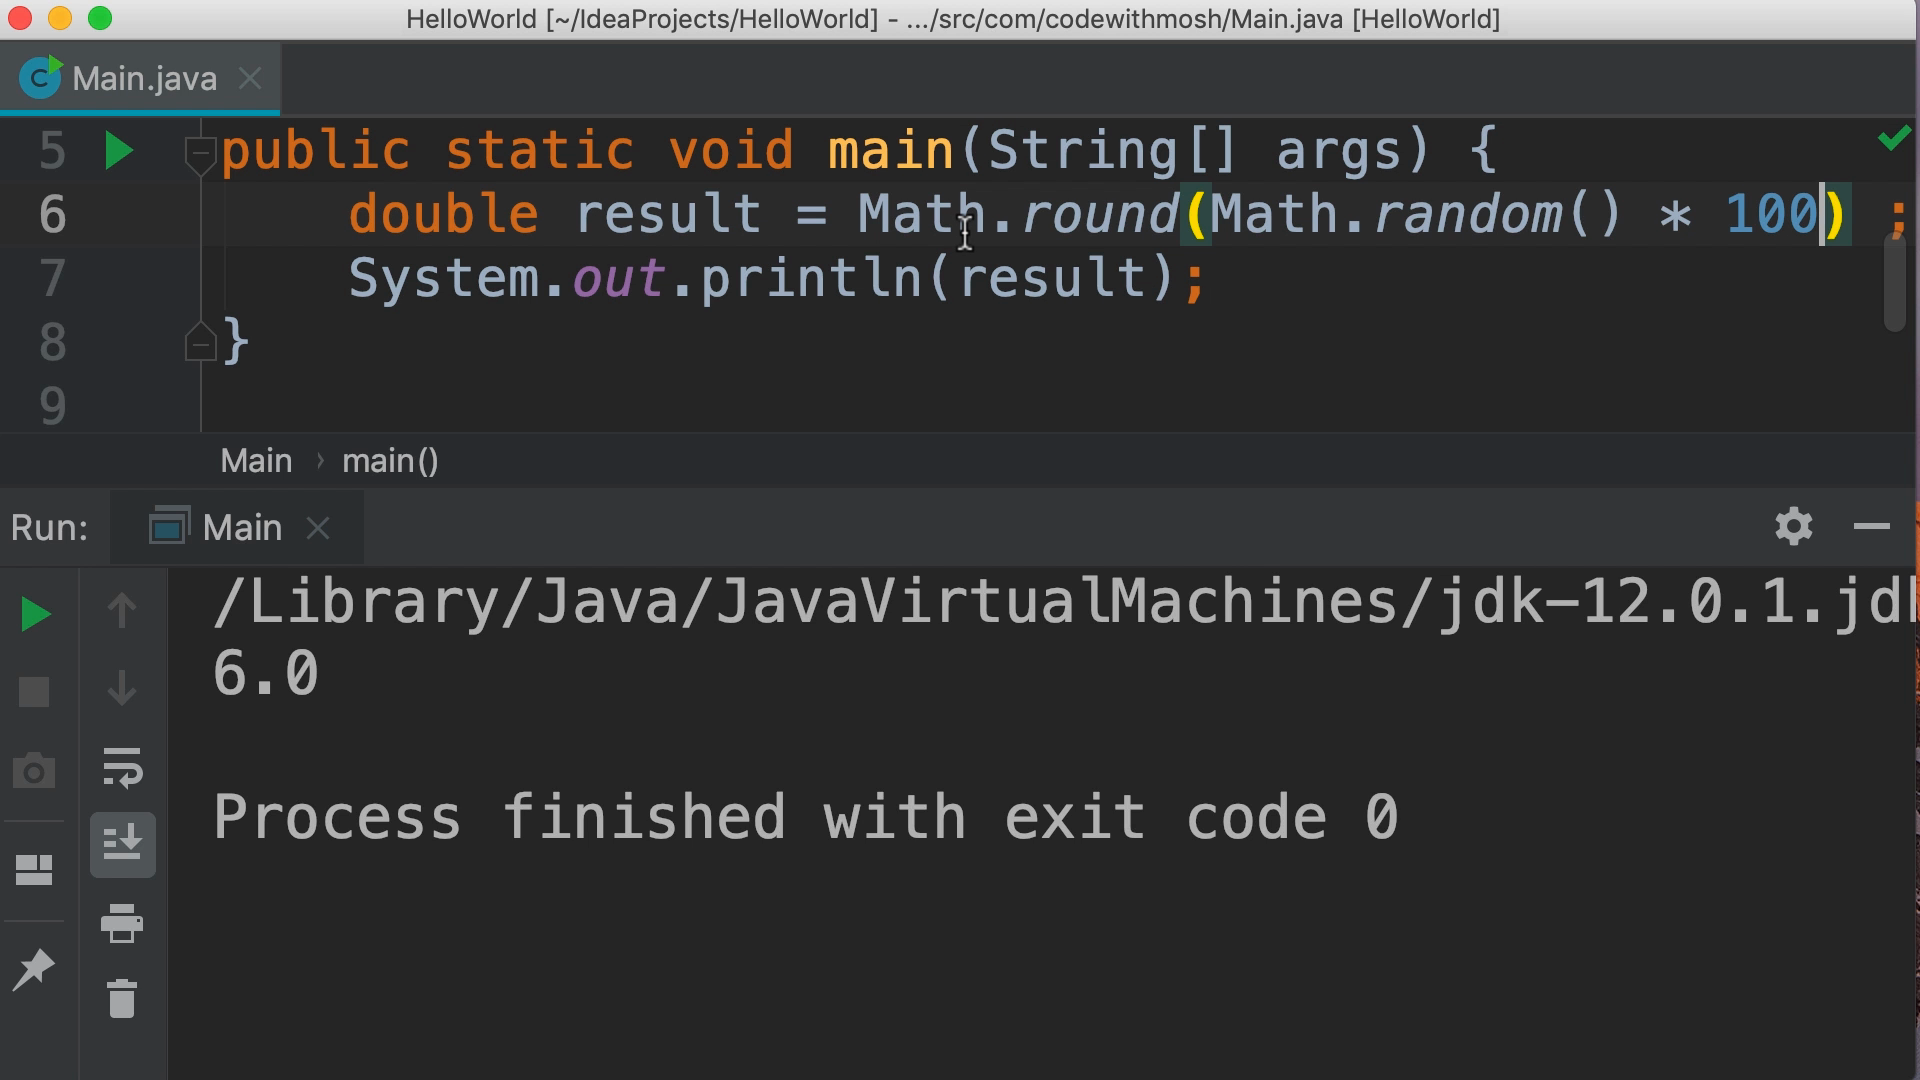 HelloWorld [~/IdeaProjects/HelloWorld] - .../src/com/codewithmosh/Main.java [HelloWorld]
Main.java
5 public static void main(String[] args) {
6 double result = Math.round(Math.random() * 100) ;
7 System.out.println(result);
8 }
9
Main › main()
Run: Main
/Library/Java/JavaVirtualMachines/jdk-12.0.1.jdk
6.0
Process finished with exit code 0